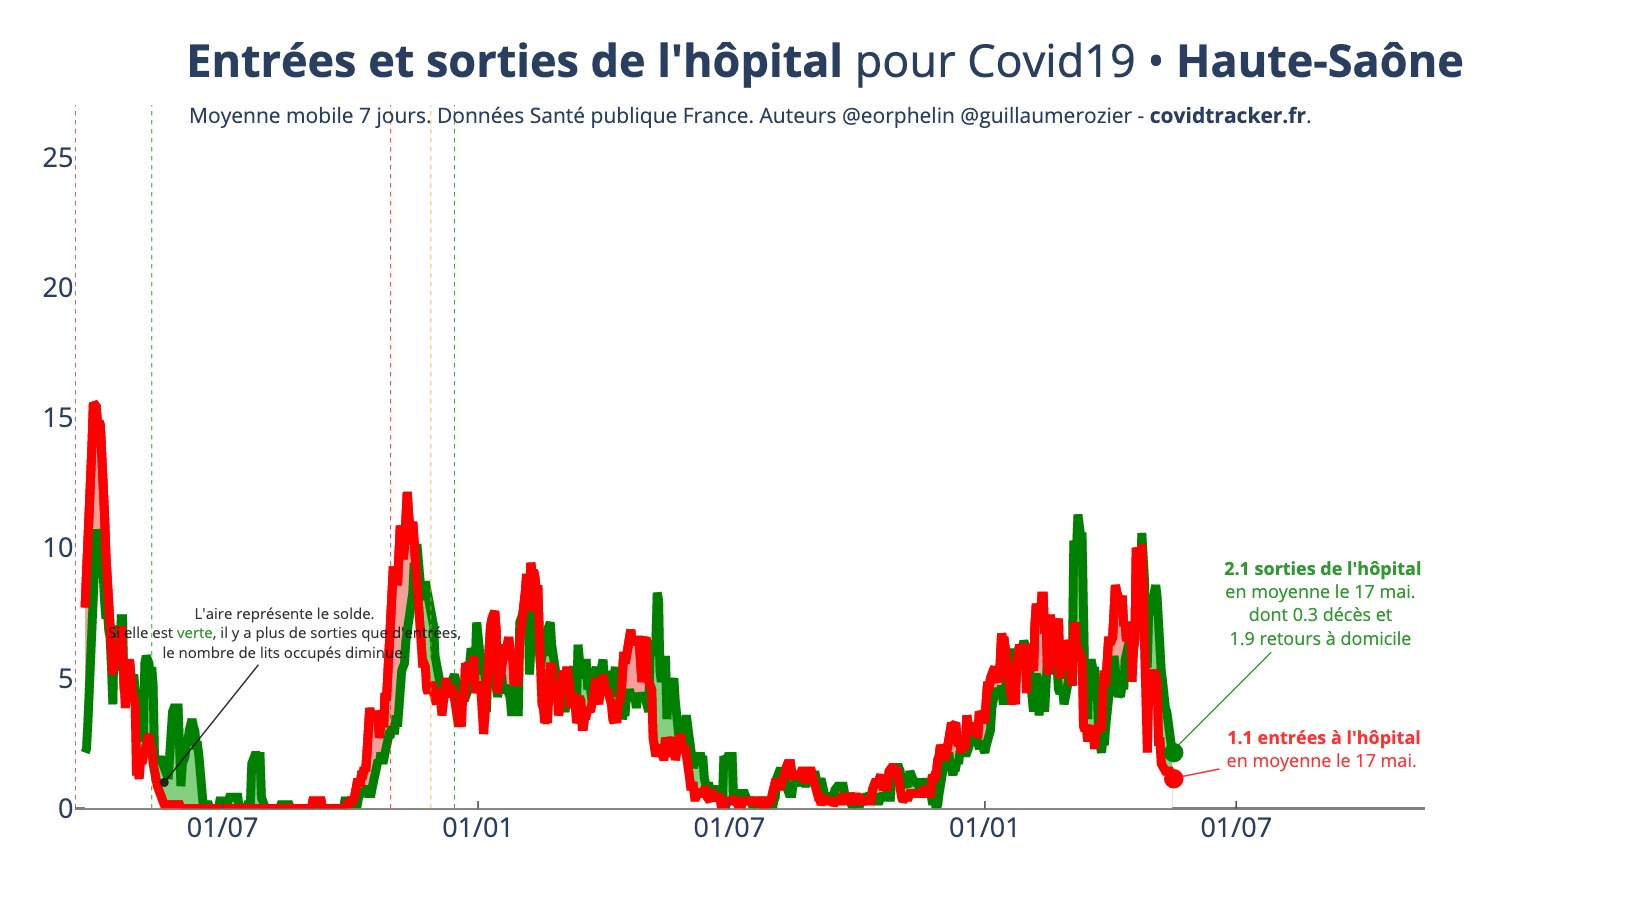 Entrées et sorties de l'hôpital pour Covid19 • Haute-Saône
Moyenne mobile 7 jours. Données Santé publique France. Auteurs @eorphelin @guillaumerozier - covidtracker.fr.
25
20
15
10
5
0
L'aire représente le solde.
Si elle est verte, il y a plus de sorties que d'entrées,
le nombre de lits occupés diminue.
2.1 sorties de l'hôpital
en moyenne le 17 mai.
dont 0.3 décès et
1.9 retours à domicile
1.1 entrées à l'hôpital
en moyenne le 17 mai.
01/07 01/01 01/07 01/01 01/07